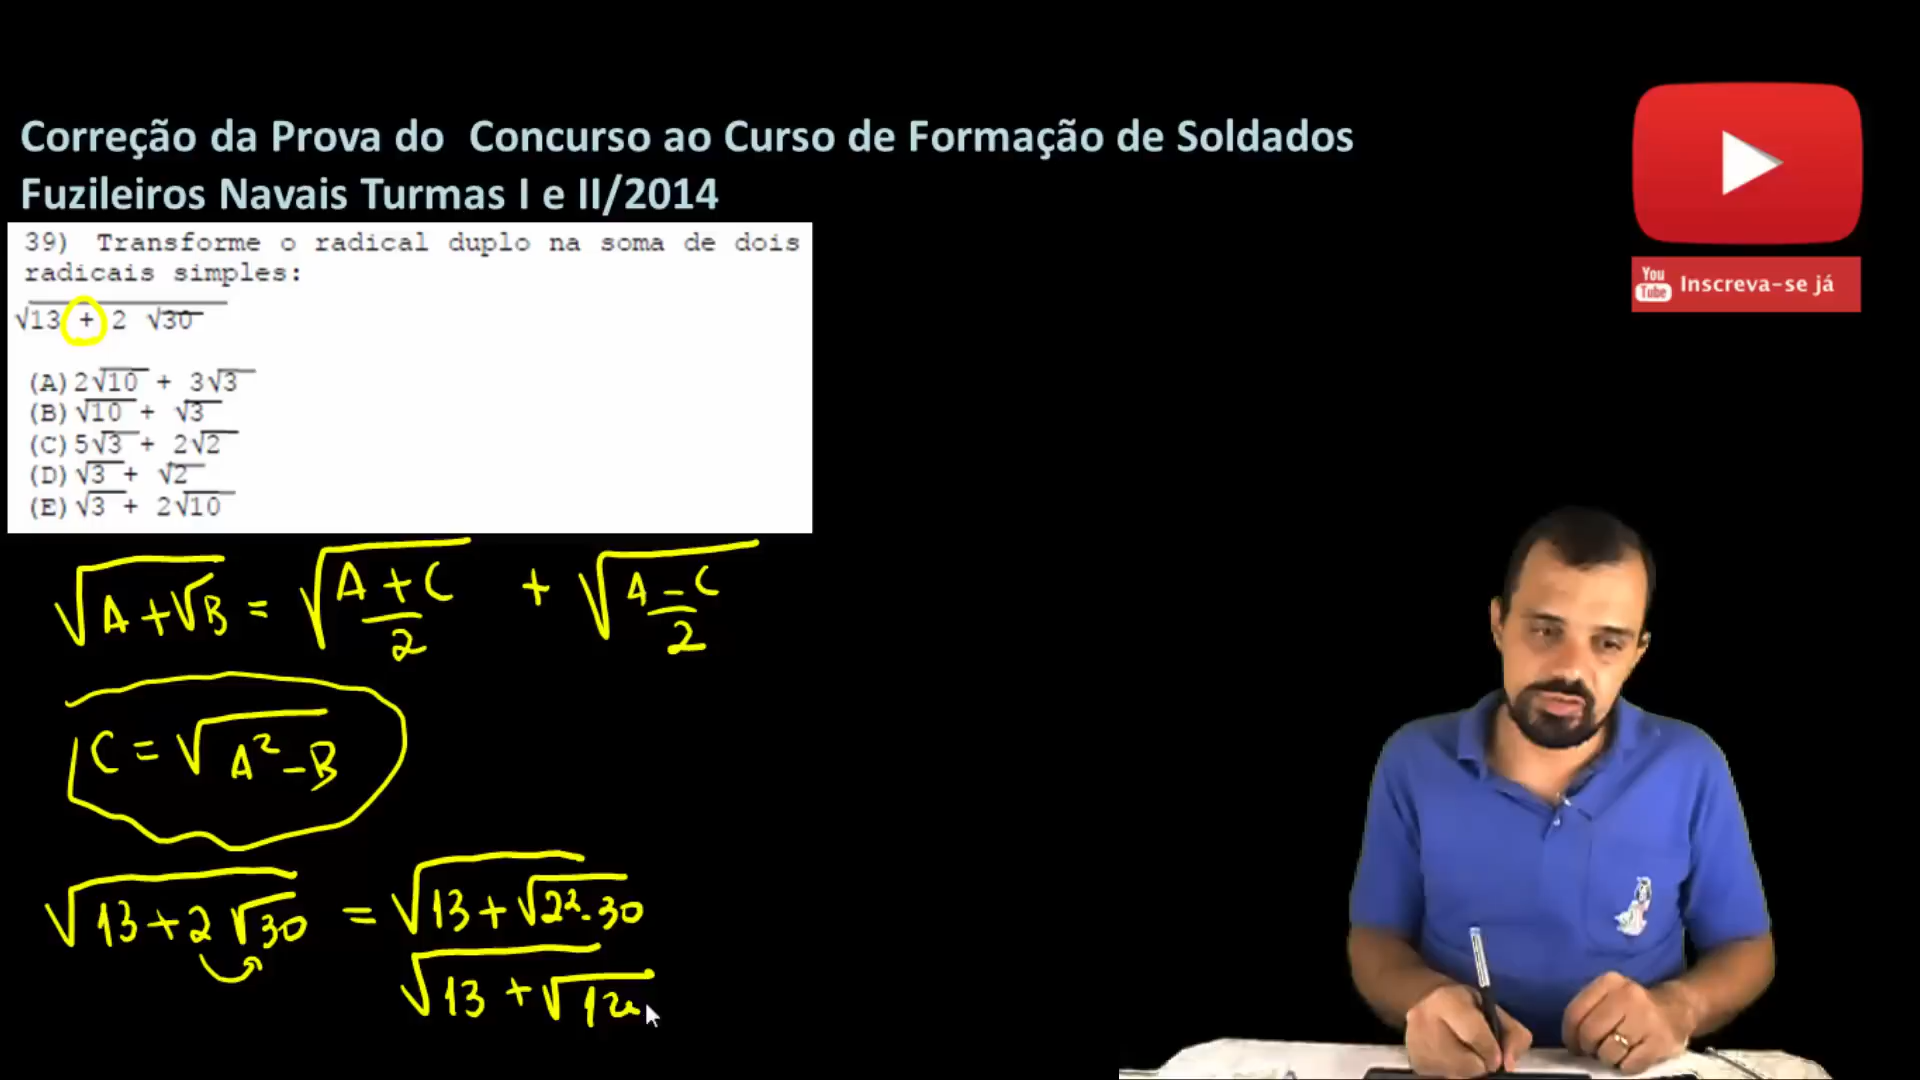 Correção da Prova do Concurso ao Curso de Formação de Soldados
Fuzileiros Navais Turmas I e II/2014
39) Transforme o radical duplo na soma de dois
radicais simples:
√13 + 2 √30
(A) 2√10 + 3√3
(B) √10 + √3
(C) 5√3 + 2√2
(D) √3 + √2
(E) √3 + 2√10
You Tube Inscreva-se já
√(A+√B) = √((A+C)/2) + √((A-C)/2)
C = √(A²-B)
√(13+2√30) = √(13+√(2².30))
√(13+√12